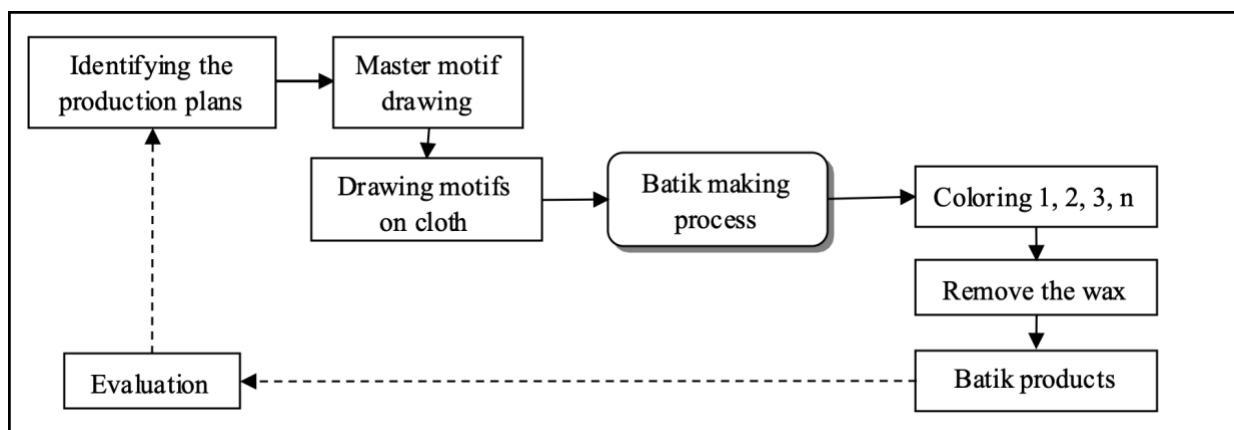 Identifying the
production plans
Master motif
drawing
Drawing motifs
on cloth
Batik making
process
Coloring 1, 2, 3, n
Remove the wax
Batik products
Evaluation